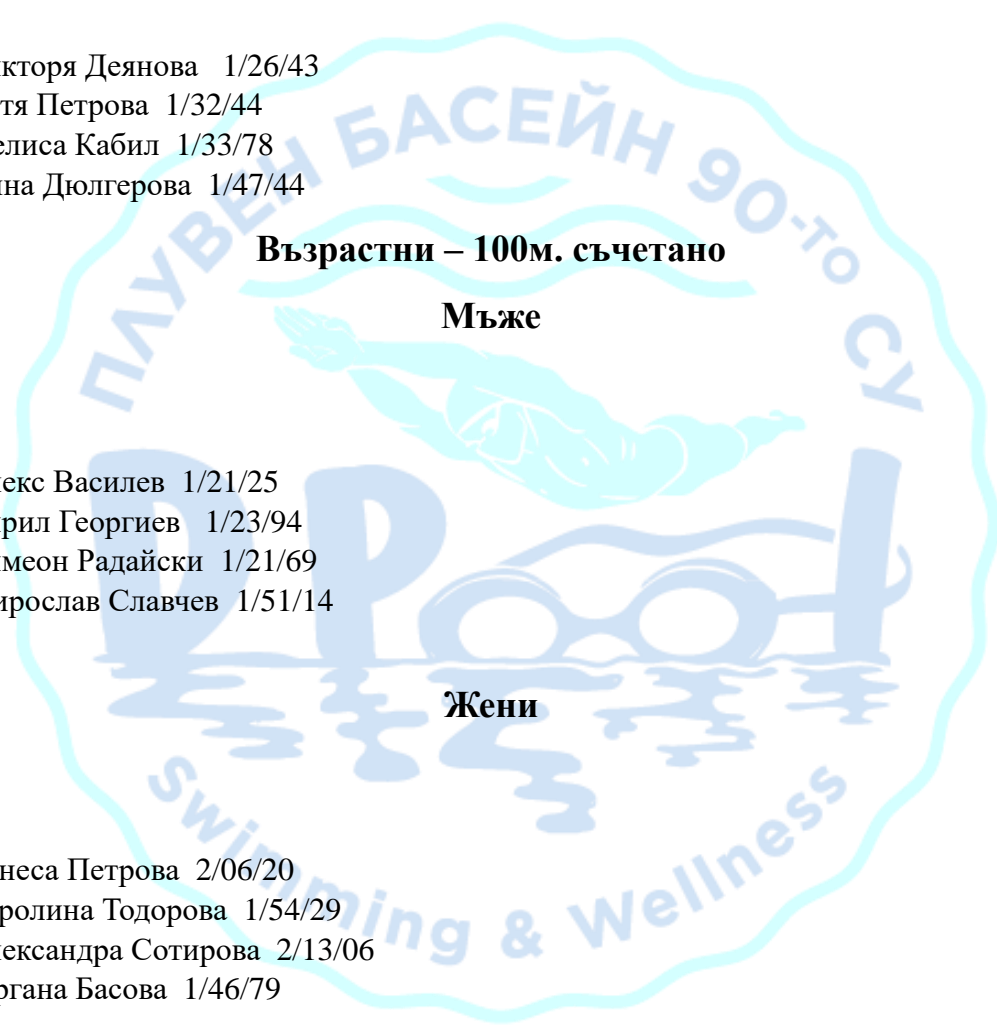 кторя Деянова 1/26/43
тя Петрова 1/32/44
елиса Кабил 1/33/78
на Дюлгерова 1/47/44
ПЛУВЕН БАСЕЙН 90-ТО СУ
Възрастни – 100м. съчетано
Мъже
екс Василев 1/21/25
рил Георгиев 1/23/94
меон Радайски 1/21/69
ирослав Славчев 1/51/14
DPool
Жени
неса Петрова 2/06/20
ролина Тодорова 1/54/29
ександра Сотирова 2/13/06
ргана Басова 1/46/79
Swimming & Wellness